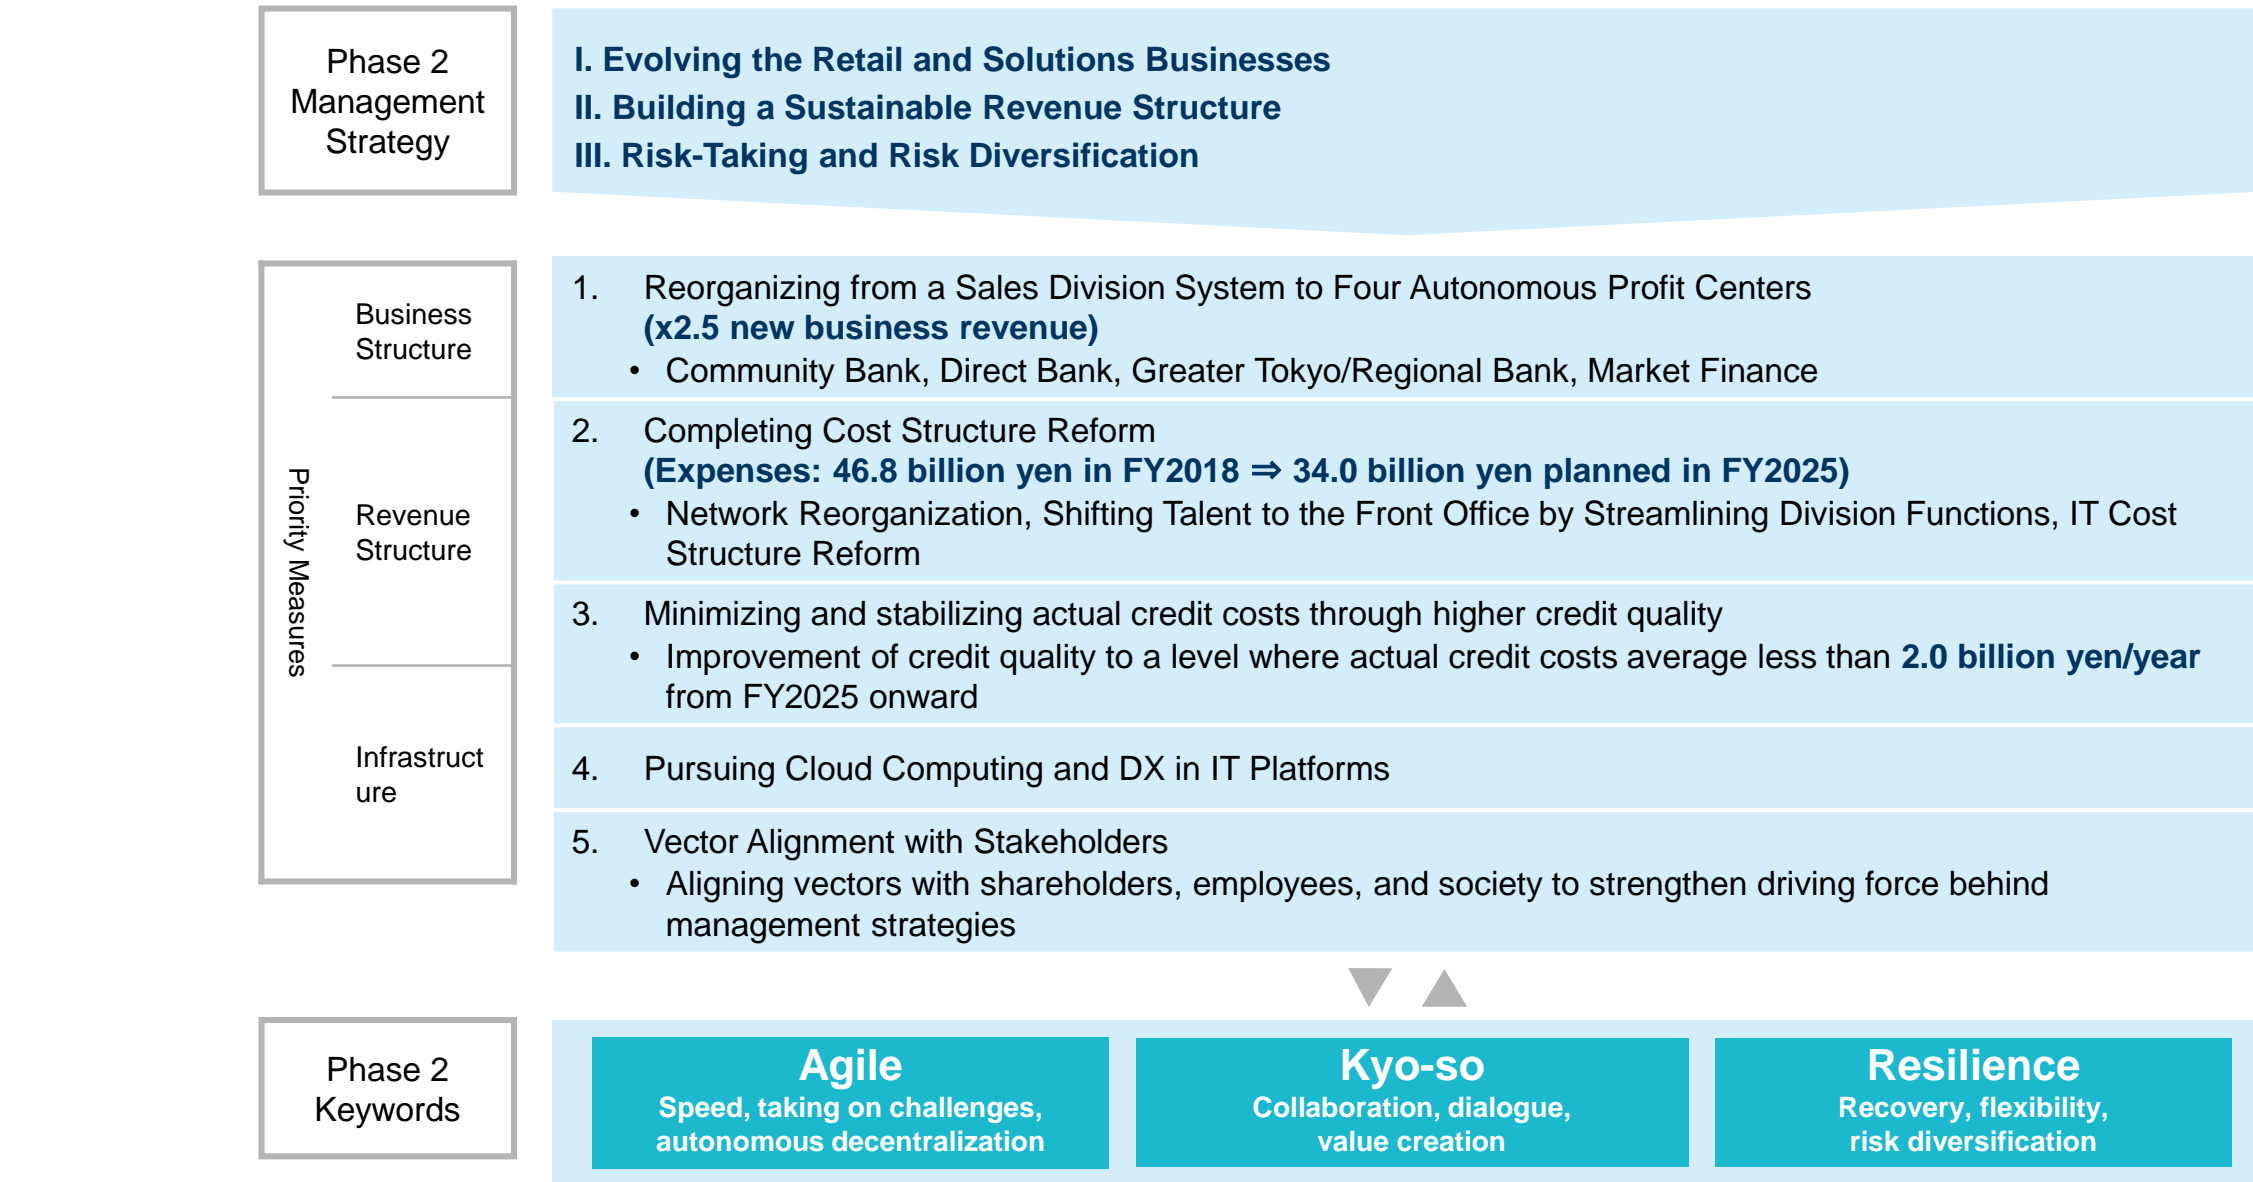 Phase 2
Management
Strategy
I. Evolving the Retail and Solutions Businesses
II. Building a Sustainable Revenue Structure
III. Risk-Taking and Risk Diversification
Priority Measures
Business
Structure
1. Reorganizing from a Sales Division System to Four Autonomous Profit Centers
(x2.5 new business revenue)
• Community Bank, Direct Bank, Greater Tokyo/Regional Bank, Market Finance
Revenue
Structure
2. Completing Cost Structure Reform
(Expenses: 46.8 billion yen in FY2018 ⇒ 34.0 billion yen planned in FY2025)
• Network Reorganization, Shifting Talent to the Front Office by Streamlining Division Functions, IT Cost
Structure Reform
3. Minimizing and stabilizing actual credit costs through higher credit quality
• Improvement of credit quality to a level where actual credit costs average less than 2.0 billion yen/year
from FY2025 onward
Infrastruct
ure
4. Pursuing Cloud Computing and DX in IT Platforms
5. Vector Alignment with Stakeholders
• Aligning vectors with shareholders, employees, and society to strengthen driving force behind
management strategies
Phase 2
Keywords
Agile
Speed, taking on challenges,
autonomous decentralization
Kyo-so
Collaboration, dialogue,
value creation
Resilience
Recovery, flexibility,
risk diversification